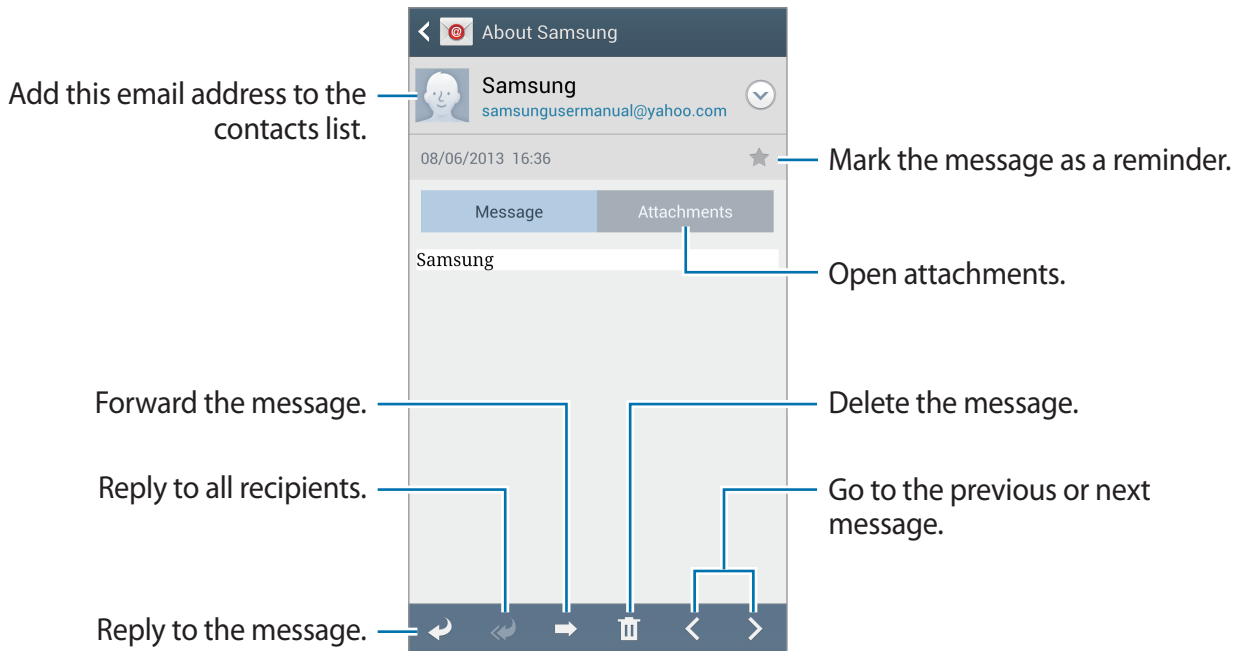 About Samsung
Samsung
samsungusermanual@yahoo.com
Add this email address to the
contacts list.
08/06/2013 16:36
Mark the message as a reminder.
Message
Attachments
Samsung
Open attachments.
Forward the message.
Delete the message.
Reply to all recipients.
Go to the previous or next
message.
Reply to the message.